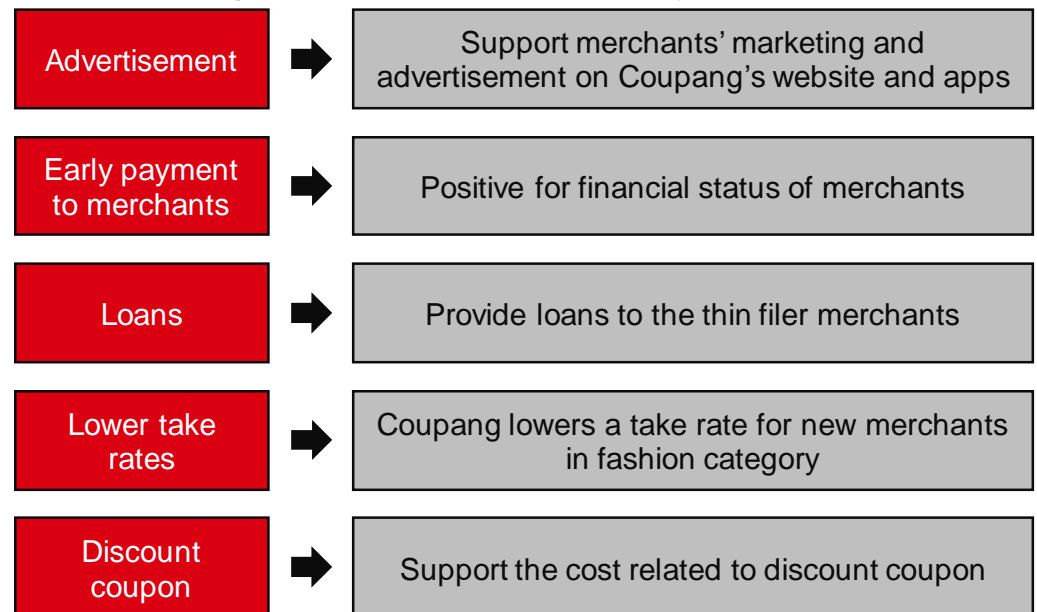 Advertisement
Support merchants’ marketing and
advertisement on Coupang’s website and apps
Early payment
to merchants
Positive for financial status of merchants
Loans
Provide loans to the thin filer merchants
Lower take
rates
Coupang lowers a take rate for new merchants
in fashion category
Discount
coupon
Support the cost related to discount coupon